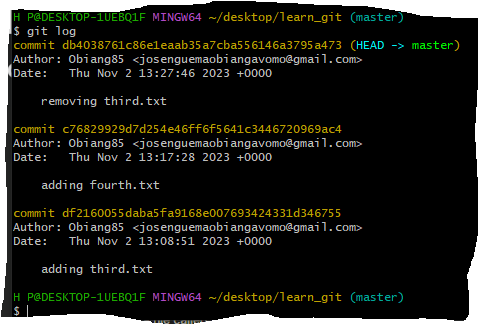 H P@DESKTOP-1UEBQ1F MINGW64 ~/desktop/learn_git (master)
$ git log
commit db4038761c86e1eaab35a7cba556146a3795a473 (HEAD -> master)
Author: Obiang85 <josenguemaobiangavomo@gmail.com>
Date:   Thu Nov 2 13:27:46 2023 +0000
    removing third.txt
commit c76829929d7d254e46ff6f5641c3446720969ac4
Author: Obiang85 <josenguemaobiangavomo@gmail.com>
Date:   Thu Nov 2 13:17:28 2023 +0000
    adding fourth.txt
commit df2160055daba5fa9168e007693424331d346755
Author: Obiang85 <josenguemaobiangavomo@gmail.com>
Date:   Thu Nov 2 13:08:51 2023 +0000
    adding third.txt
H P@DESKTOP-1UEBQ1F MINGW64 ~/desktop/learn_git (master)
$